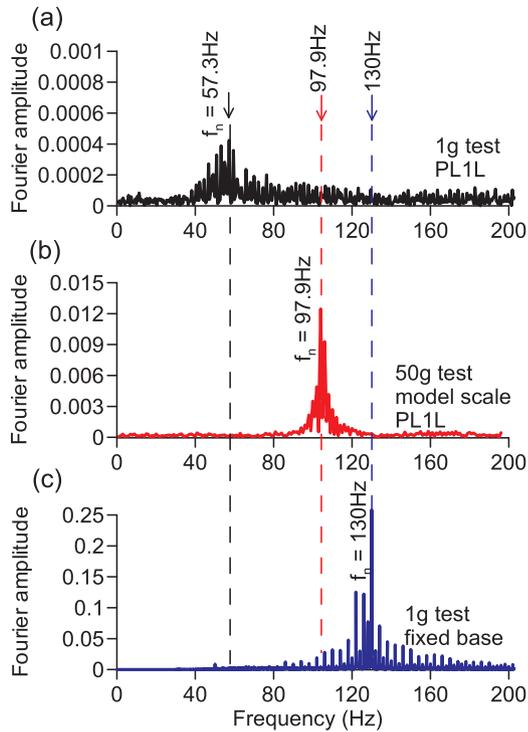 (a)
f_n = 57.3Hz
97.9Hz
130Hz
Fourier amplitude
0.001
0.0008
0.0006
0.0004
0.0002
0
1g test
PL1L
0 40 80 120 160 200
(b)
Fourier amplitude
0.015
0.012
0.009
0.006
0.003
0
f_n = 97.9Hz
50g test
model scale
PL1L
0 40 80 120 160 200
(c)
Fourier amplitude
0.25
0.2
0.15
0.1
0.05
0
f_n = 130Hz
1g test
fixed base
0 40 80 120 160 200
Frequency (Hz)